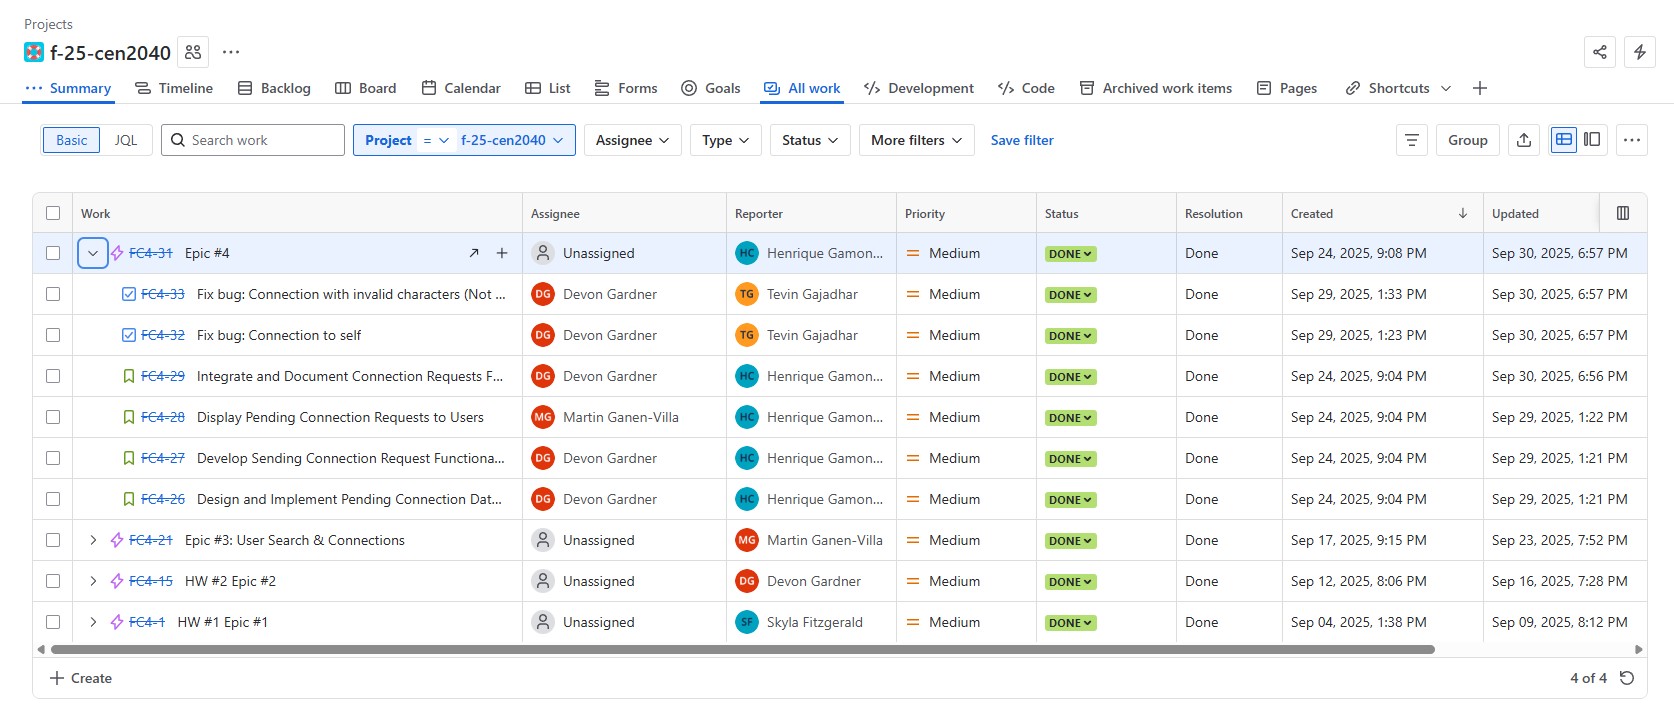 Projects
f-25-cen2040
Summary Timeline Backlog Board Calendar List Forms Goals All work Development Code Archived work items Pages Shortcuts
Basic JQL Search work Project = f-25-cen2040 Assignee Type Status More filters Save filter Group
Work Assignee Reporter Priority Status Resolution Created Updated
FC4-31 Epic #4 Unassigned HC Henrique Gamon... Medium DONE Done Sep 24, 2025, 9:08 PM Sep 30, 2025, 6:57 PM
FC4-33 Fix bug: Connection with invalid characters (Not ... DG Devon Gardner TG Tevin Gajadhar Medium DONE Done Sep 29, 2025, 1:33 PM Sep 30, 2025, 6:57 PM
FC4-32 Fix bug: Connection to self DG Devon Gardner TG Tevin Gajadhar Medium DONE Done Sep 29, 2025, 1:23 PM Sep 30, 2025, 6:57 PM
FC4-29 Integrate and Document Connection Requests F... DG Devon Gardner HC Henrique Gamon... Medium DONE Done Sep 24, 2025, 9:04 PM Sep 30, 2025, 6:56 PM
FC4-28 Display Pending Connection Requests to Users MG Martin Ganen-Villa HC Henrique Gamon... Medium DONE Done Sep 24, 2025, 9:04 PM Sep 29, 2025, 1:22 PM
FC4-27 Develop Sending Connection Request Functiona... DG Devon Gardner HC Henrique Gamon... Medium DONE Done Sep 24, 2025, 9:04 PM Sep 29, 2025, 1:21 PM
FC4-26 Design and Implement Pending Connection Dat... DG Devon Gardner HC Henrique Gamon... Medium DONE Done Sep 24, 2025, 9:04 PM Sep 29, 2025, 1:21 PM
FC4-21 Epic #3: User Search & Connections Unassigned MG Martin Ganen-Villa Medium DONE Done Sep 17, 2025, 9:15 PM Sep 23, 2025, 7:52 PM
FC4-15 HW #2 Epic #2 Unassigned DG Devon Gardner Medium DONE Done Sep 12, 2025, 8:06 PM Sep 16, 2025, 7:28 PM
FC4-1 HW #1 Epic #1 Unassigned SF Skyla Fitzgerald Medium DONE Done Sep 04, 2025, 1:38 PM Sep 09, 2025, 8:12 PM
Create 4 of 4